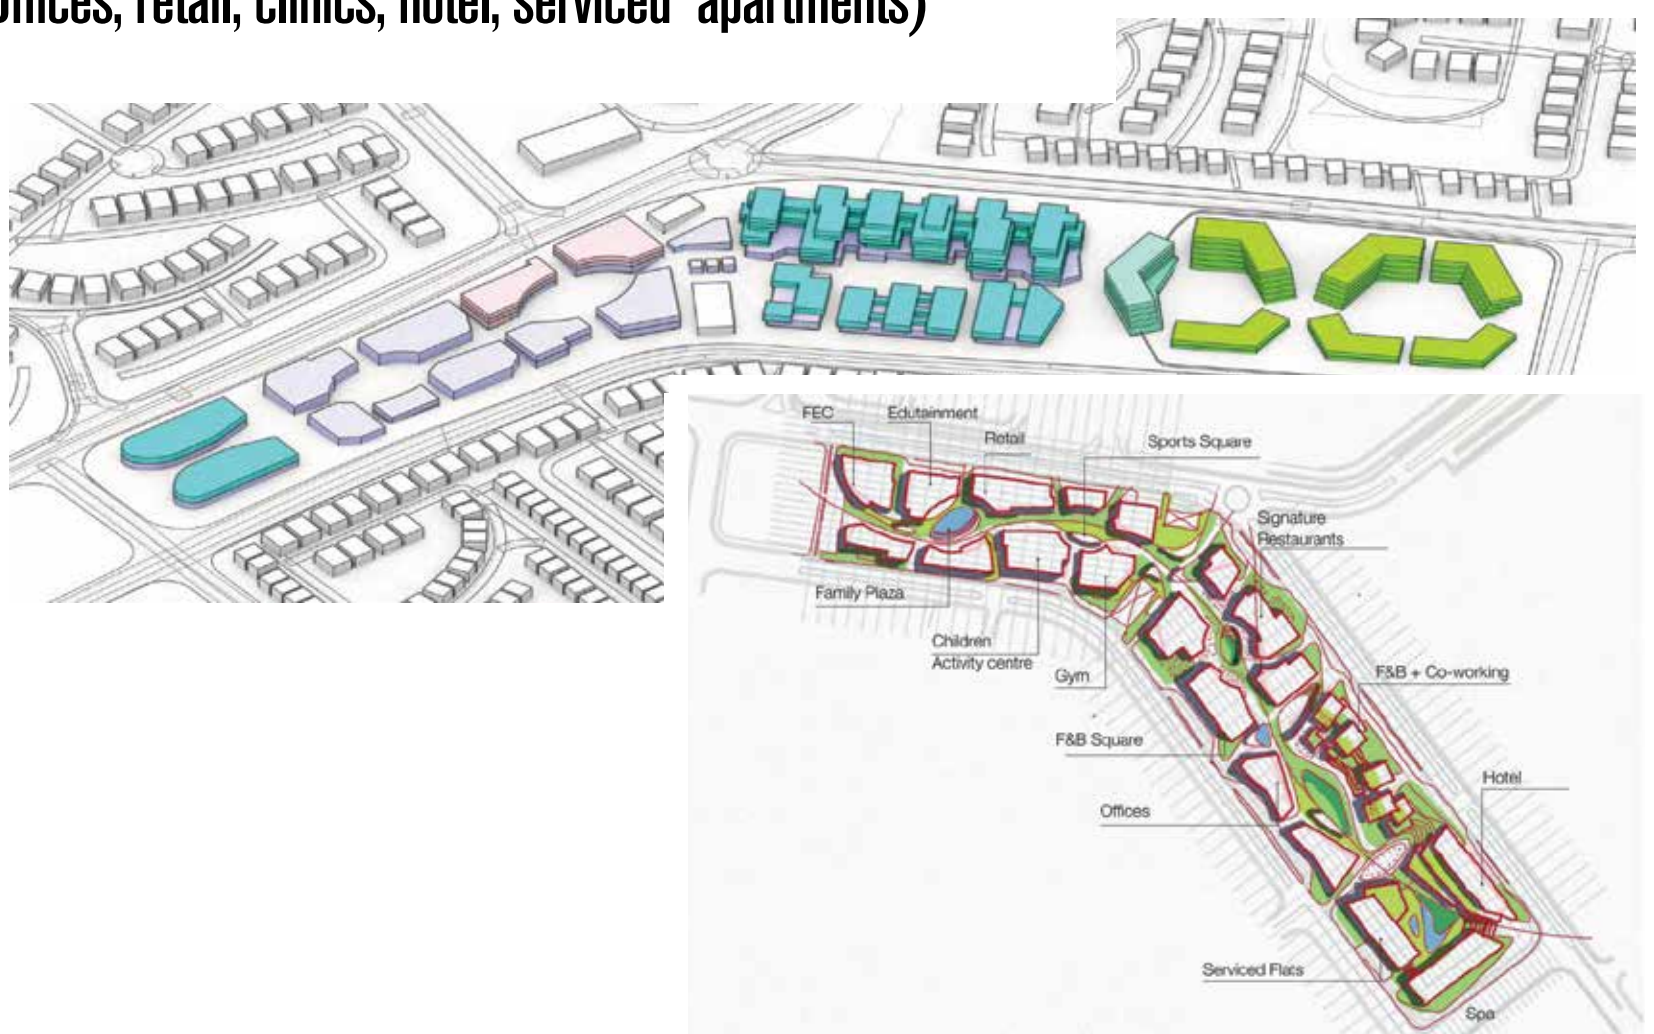 offices, retail, clinics, hotel, serviced apartments)
FEC
Edutainment
Retail
Sports Square
Signature
Restaurants
Family Plaza
Children
Activity centre
Gym
F&B + Co-working
F&B Square
Hotel
Offices
Serviced Flats
Spa